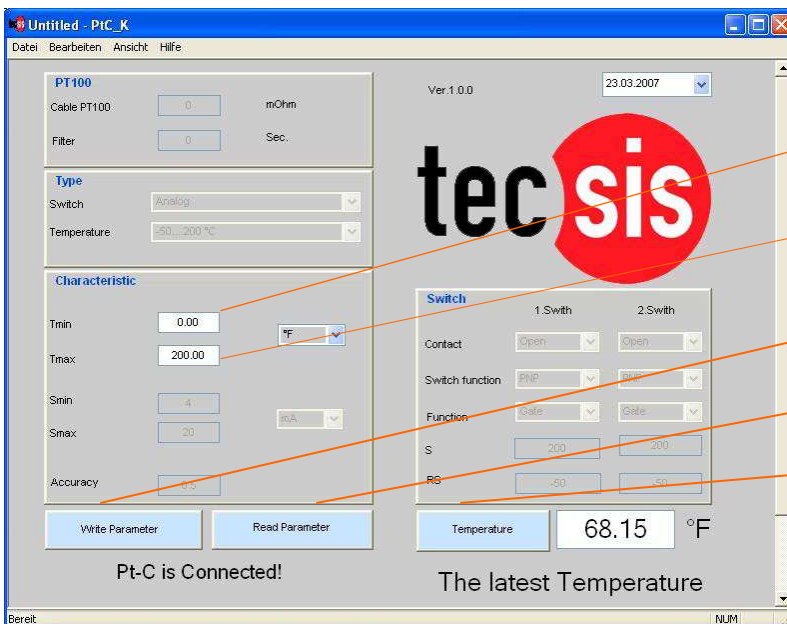 Untitled - PtC_K
Datei Bearbeiten Ansicht Hilfe
PT100
Cable PT100 0 mOhm
Filter 0 Sec.
Type
Switch Analog
Temperature -50....200 °C
Characteristic
Tmin 0.00 °F
Tmax 200.00
Smin 4 mA
Smax 20
Accuracy 0.5
Write Parameter Read Parameter
Pt-C is Connected!
Ver.1.0.0 23.03.2007
tecsis
Switch 1.Swith 2.Swith
Contact Open Open
Switch function PNP PNP
Function Gate Gate
S 200 200
RS -50 -50
Temperature 68.15 °F
The latest Temperature
Bereit NUM